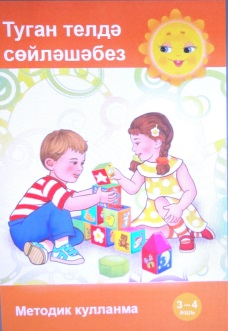 Туган телдә
сөйләшәбез
Методик кулланма
3–4
яшь